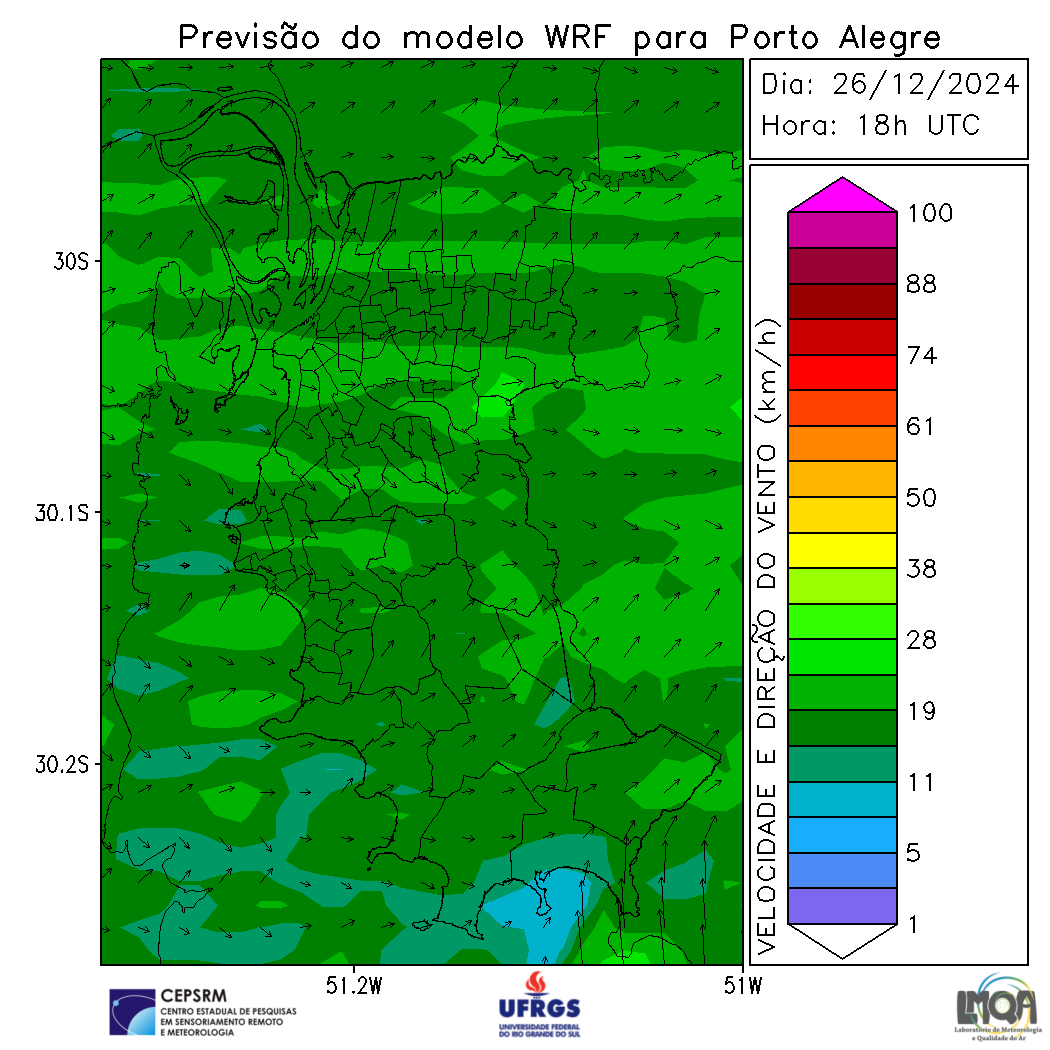 Previsão do modelo WRF para Porto Alegre
Dia: 26/12/2024
Hora: 18h UTC
30S
30.1S
30.2S
51.2W
51W
VELOCIDADE E DIREÇÃO DO VENTO (km/h)
100
88
74
61
50
38
28
19
11
5
1
CEPSRM
CENTRO ESTADUAL DE PESQUISAS
EM SENSORIAMENTO REMOTO
E METEOROLOGIA
UFRGS
UNIVERSIDADE FEDERAL
DO RIO GRANDE DO SUL
LMQA
Laboratório de Meteorologia
e Qualidade do Ar